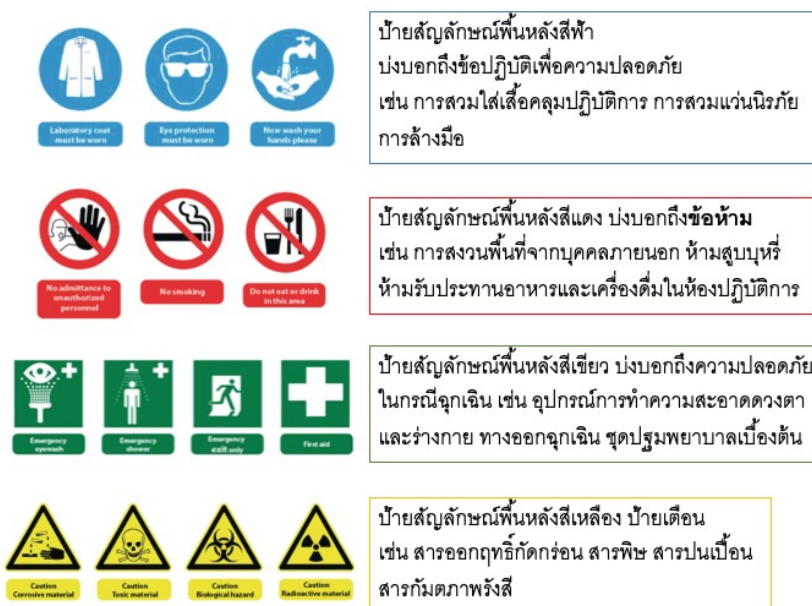 Laboratory coat
must be worn
Eye protection
must be worn
Now wash your
hands please
ป้ายสัญลักษณ์พื้นหลังสีฟ้า
บ่งบอกถึงข้อปฏิบัติเพื่อความปลอดภัย
เช่น การสวมใส่เสื้อคลุมปฏิบัติการ การสวมแว่นนิรภัย
การล้างมือ
No admittance to
unauthorized
personnel
No smoking
Do not eat or drink
in this area
ป้ายสัญลักษณ์พื้นหลังสีแดง บ่งบอกถึงข้อห้าม
เช่น การสงวนพื้นที่จากบุคคลภายนอก ห้ามสูบบุหรี่
ห้ามรับประทานอาหารและเครื่องดื่มในห้องปฏิบัติการ
Emergency
eyewash
Emergency
shower
Emergency
exit only
First aid
ป้ายสัญลักษณ์พื้นหลังสีเขียว บ่งบอกถึงความปลอดภัย
ในกรณีฉุกเฉิน เช่น อุปกรณ์การทำความสะอาดดวงตา
และร่างกาย ทางออกฉุกเฉิน ชุดปฐมพยาบาลเบื้องต้น
Caution
Corrosive material
Caution
Toxic material
Caution
Biological hazard
Caution
Radioactive material
ป้ายสัญลักษณ์พื้นหลังสีเหลือง ป้ายเตือน
เช่น สารออกฤทธิ์กัดกร่อน สารพิษ สารปนเปื้อน
สารกัมตภาพรังสี